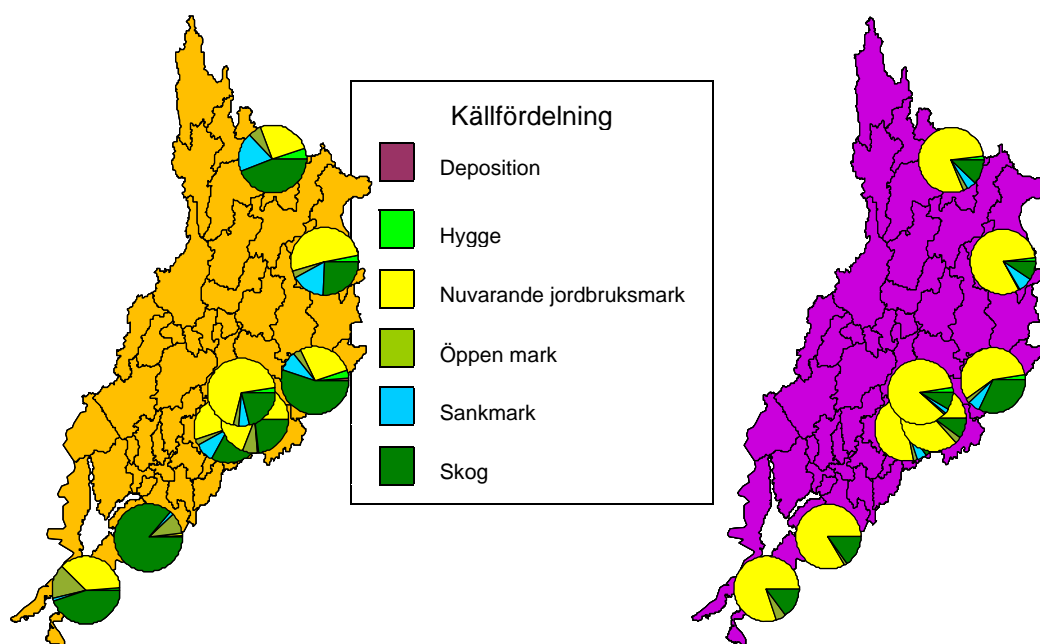 Källfördelning
Deposition
Hygge
Nuvarande jordbruksmark
Öppen mark
Sankmark
Skog